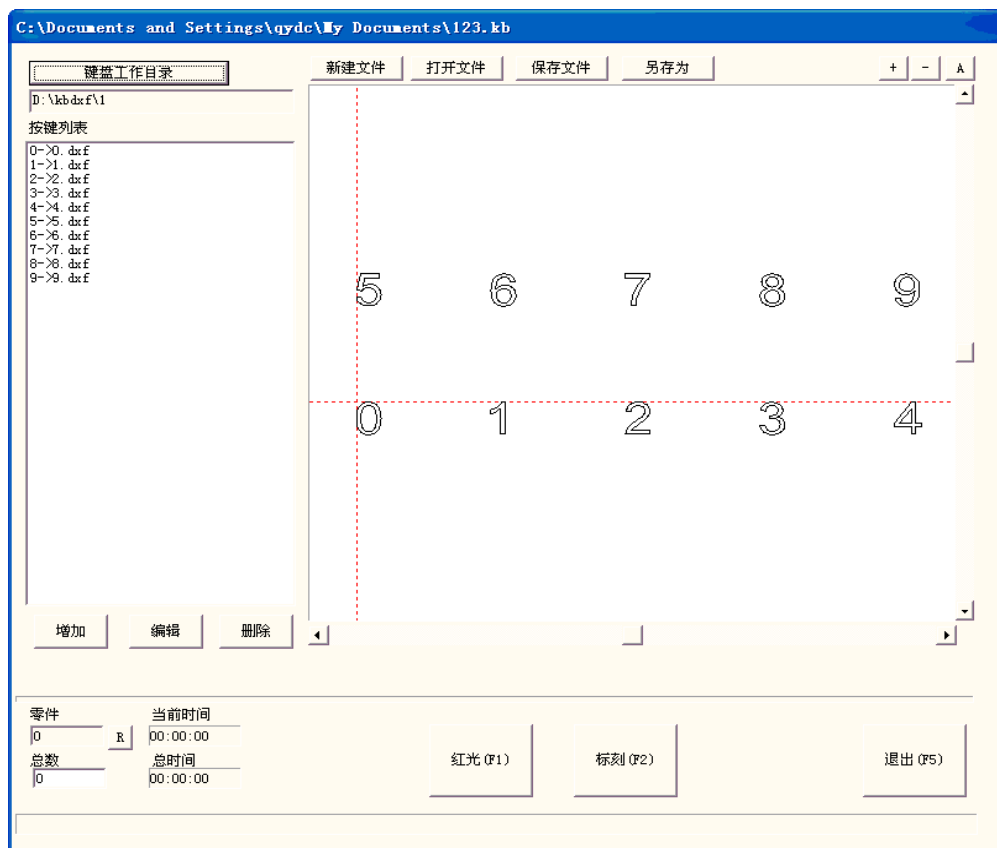 C:\Documents and Settings\qydc\My Documents\123.kb
键盘工作目录
新建文件 打开文件 保存文件 另存为 + - A
D:\kbdxf\1
按键列表
0->0.dxf
1->1.dxf
2->2.dxf
3->3.dxf
4->4.dxf
5->5.dxf
6->6.dxf
7->7.dxf
8->8.dxf
9->9.dxf
5 6 7 8 9
0 1 2 3 4
增加 编辑 删除
零件 当前时间
0 R 00:00:00
总数 总时间
0 00:00:00
红光(F1) 标刻(F2) 退出(F5)